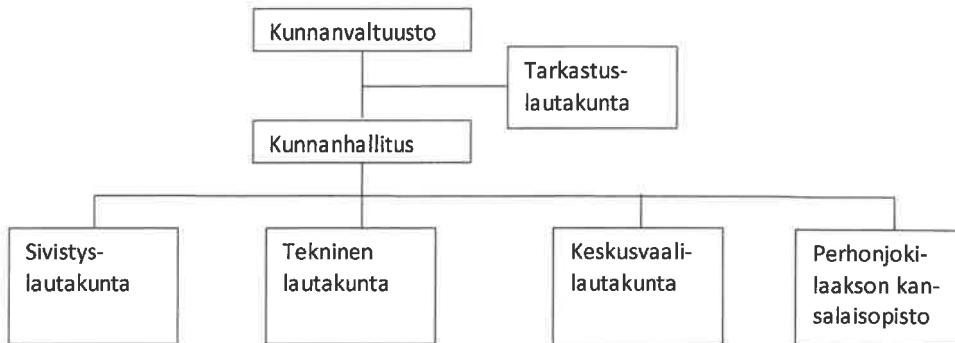 Kunnanvaltuusto
Tarkastus-
lautakunta
Kunnanhallitus
Sivistys-
lautakunta
Tekninen
lautakunta
Keskusvaali-
lautakunta
Perhonjoki-
laakson kan-
salaisopisto